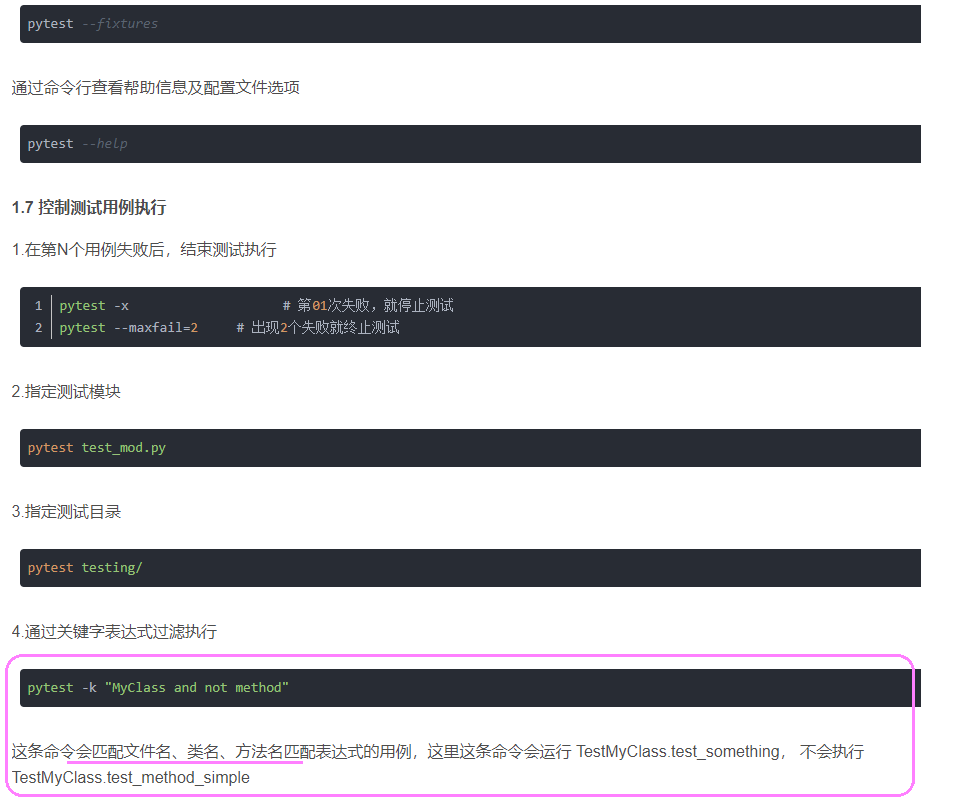 pytest --fixtures
通过命令行查看帮助信息及配置文件选项
pytest --help
1.7 控制测试用例执行
1.在第N个用例失败后，结束测试执行
1 pytest -x # 第01次失败，就停止测试
2 pytest --maxfail=2 # 出现2个失败就终止测试
2.指定测试模块
pytest test_mod.py
3.指定测试目录
pytest testing/
4.通过关键字表达式过滤执行
pytest -k "MyClass and not method"
这条命令会匹配文件名、类名、方法名匹配表达式的用例，这里这条命令会运行 TestMyClass.test_something， 不会执行
TestMyClass.test_method_simple